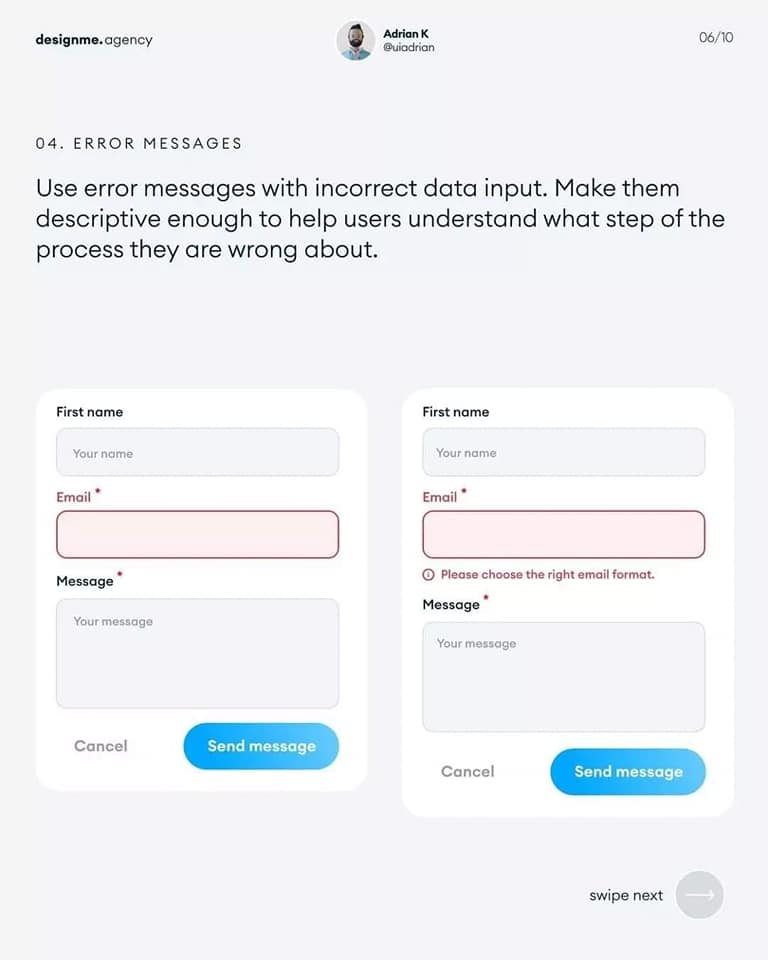 designme.agency
Adrian K
@uiadrian
06/10
04. ERROR MESSAGES
Use error messages with incorrect data input. Make them
descriptive enough to help users understand what step of the
process they are wrong about.
First name
Your name
Email *
Message *
Your message
Cancel
Send message
First name
Your name
Email *
Please choose the right email format.
Message *
Your message
Cancel
Send message
swipe next